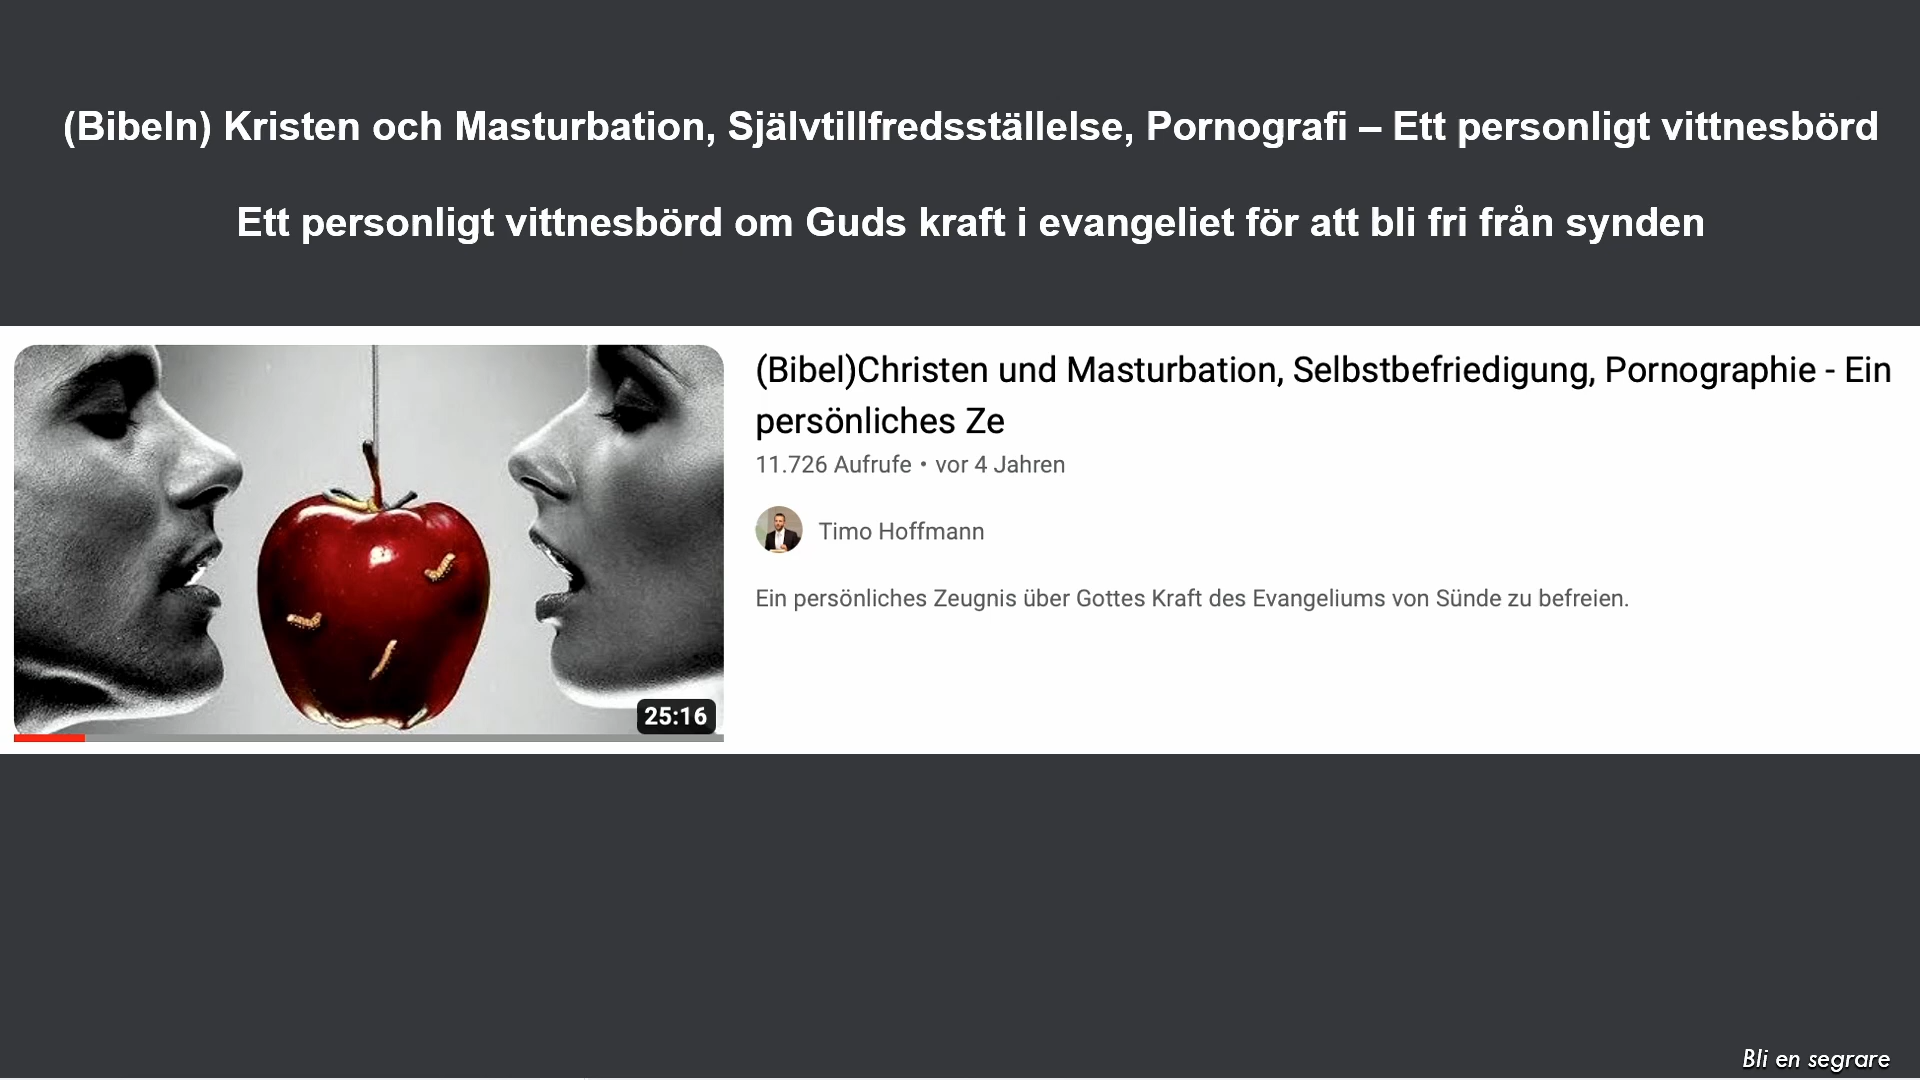 (Bibeln) Kristen och Masturbation, Självtillfredsställelse, Pornografi – Ett personligt vittnesbörd
Ett personligt vittnesbörd om Guds kraft i evangeliet för att bli fri från synden
(Bibel)Christen und Masturbation, Selbstbefriedigung, Pornographie - Ein
persönliches Ze
11.726 Aufrufe • vor 4 Jahren
Timo Hoffmann
Ein persönliches Zeugnis über Gottes Kraft des Evangeliums von Sünde zu befreien.
25:16
Bli en segrare